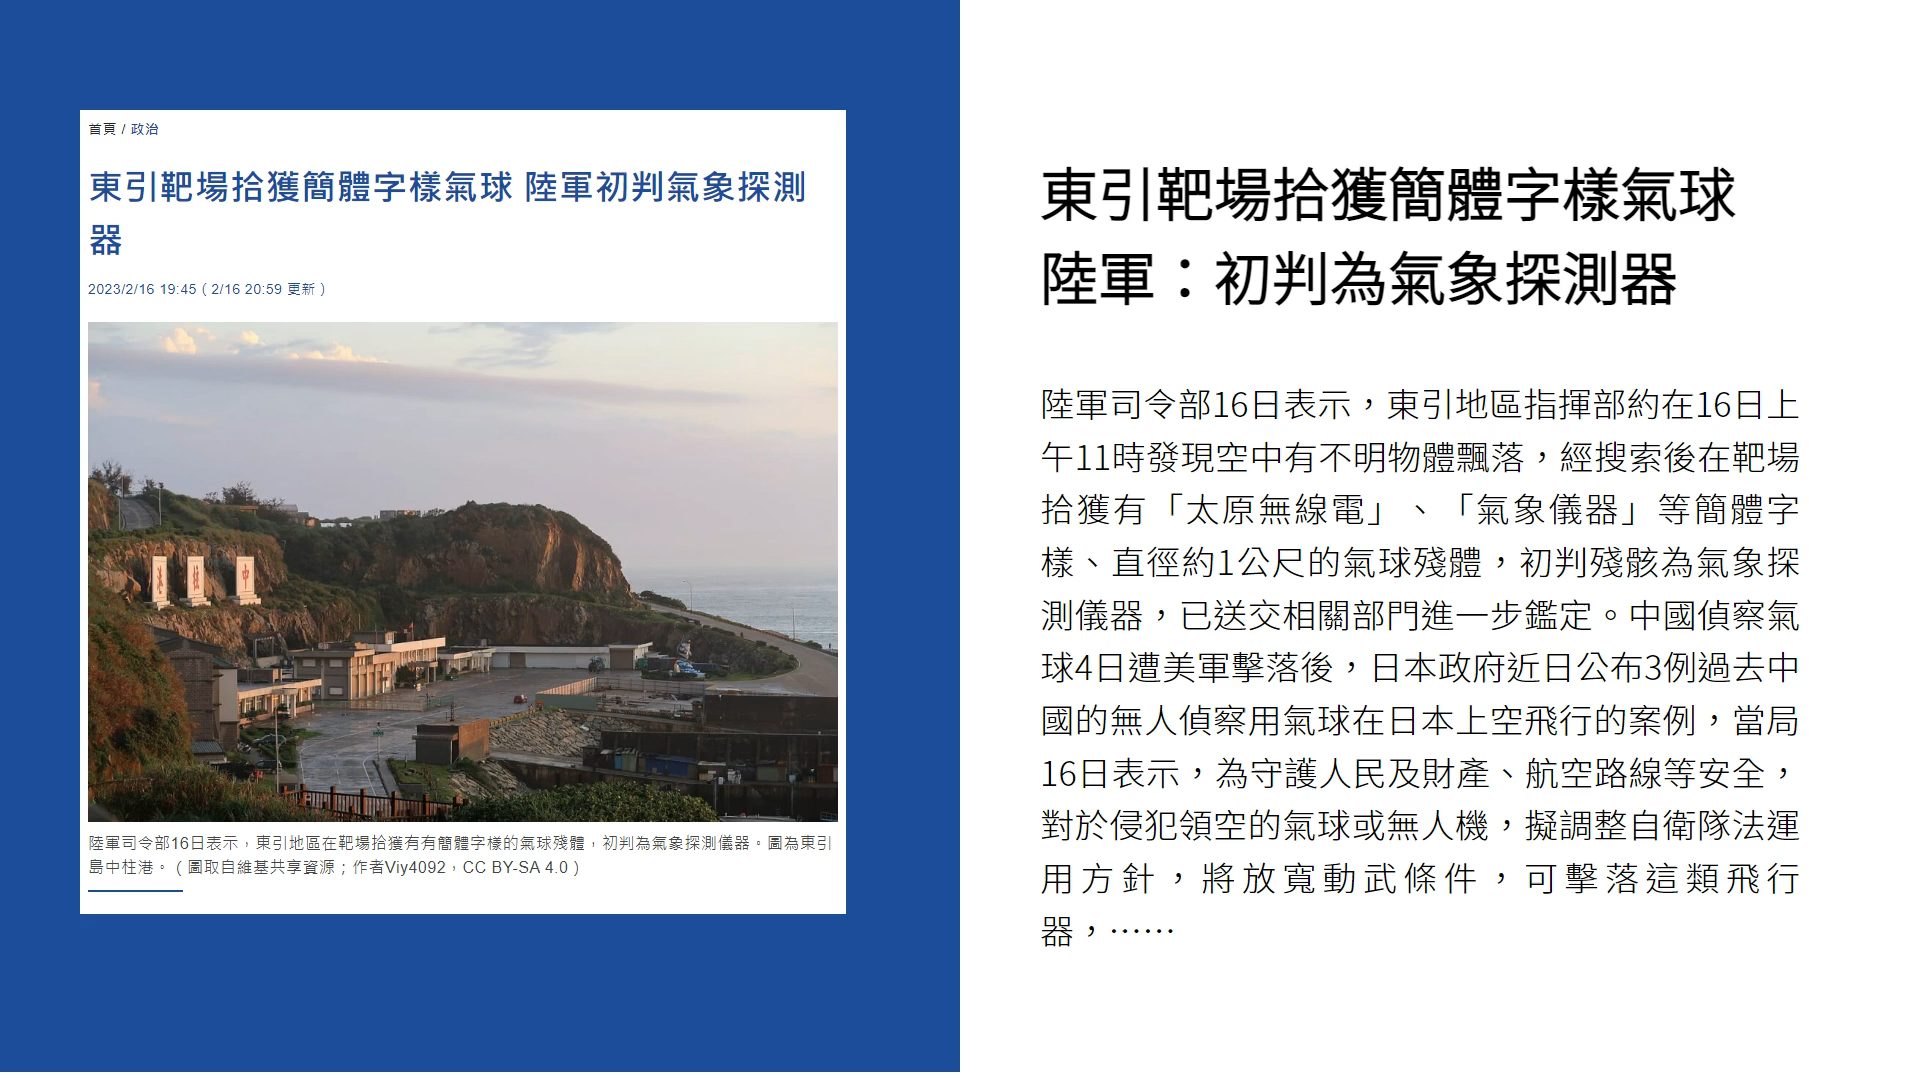 首頁 / 政治
東引靶場拾獲簡體字樣氣球 陸軍初判氣象探測
器
2023/2/16 19:45（2/16 20:59 更新）
中
柱
港
陸軍司令部16日表示，東引地區在靶場拾獲有有簡體字樣的氣球殘體，初判為氣象探測儀器。圖為東引
島中柱港。（圖取自維基共享資源；作者Viy4092，CC BY-SA 4.0）
東引靶場拾獲簡體字樣氣球
陸軍：初判為氣象探測器
陸軍司令部16日表示，東引地區指揮部約在16日上
午11時發現空中有不明物體飄落，經搜索後在靶場
拾獲有「太原無線電」、「氣象儀器」等簡體字
樣、直徑約1公尺的氣球殘體，初判殘骸為氣象探
測儀器，已送交相關部門進一步鑑定。中國偵察氣
球4日遭美軍擊落後，日本政府近日公布3例過去中
國的無人偵察用氣球在日本上空飛行的案例，當局
16日表示，為守護人民及財產、航空路線等安全，
對於侵犯領空的氣球或無人機，擬調整自衛隊法運
用方針，將放寬動武條件，可擊落這類飛行
器，⋯⋯